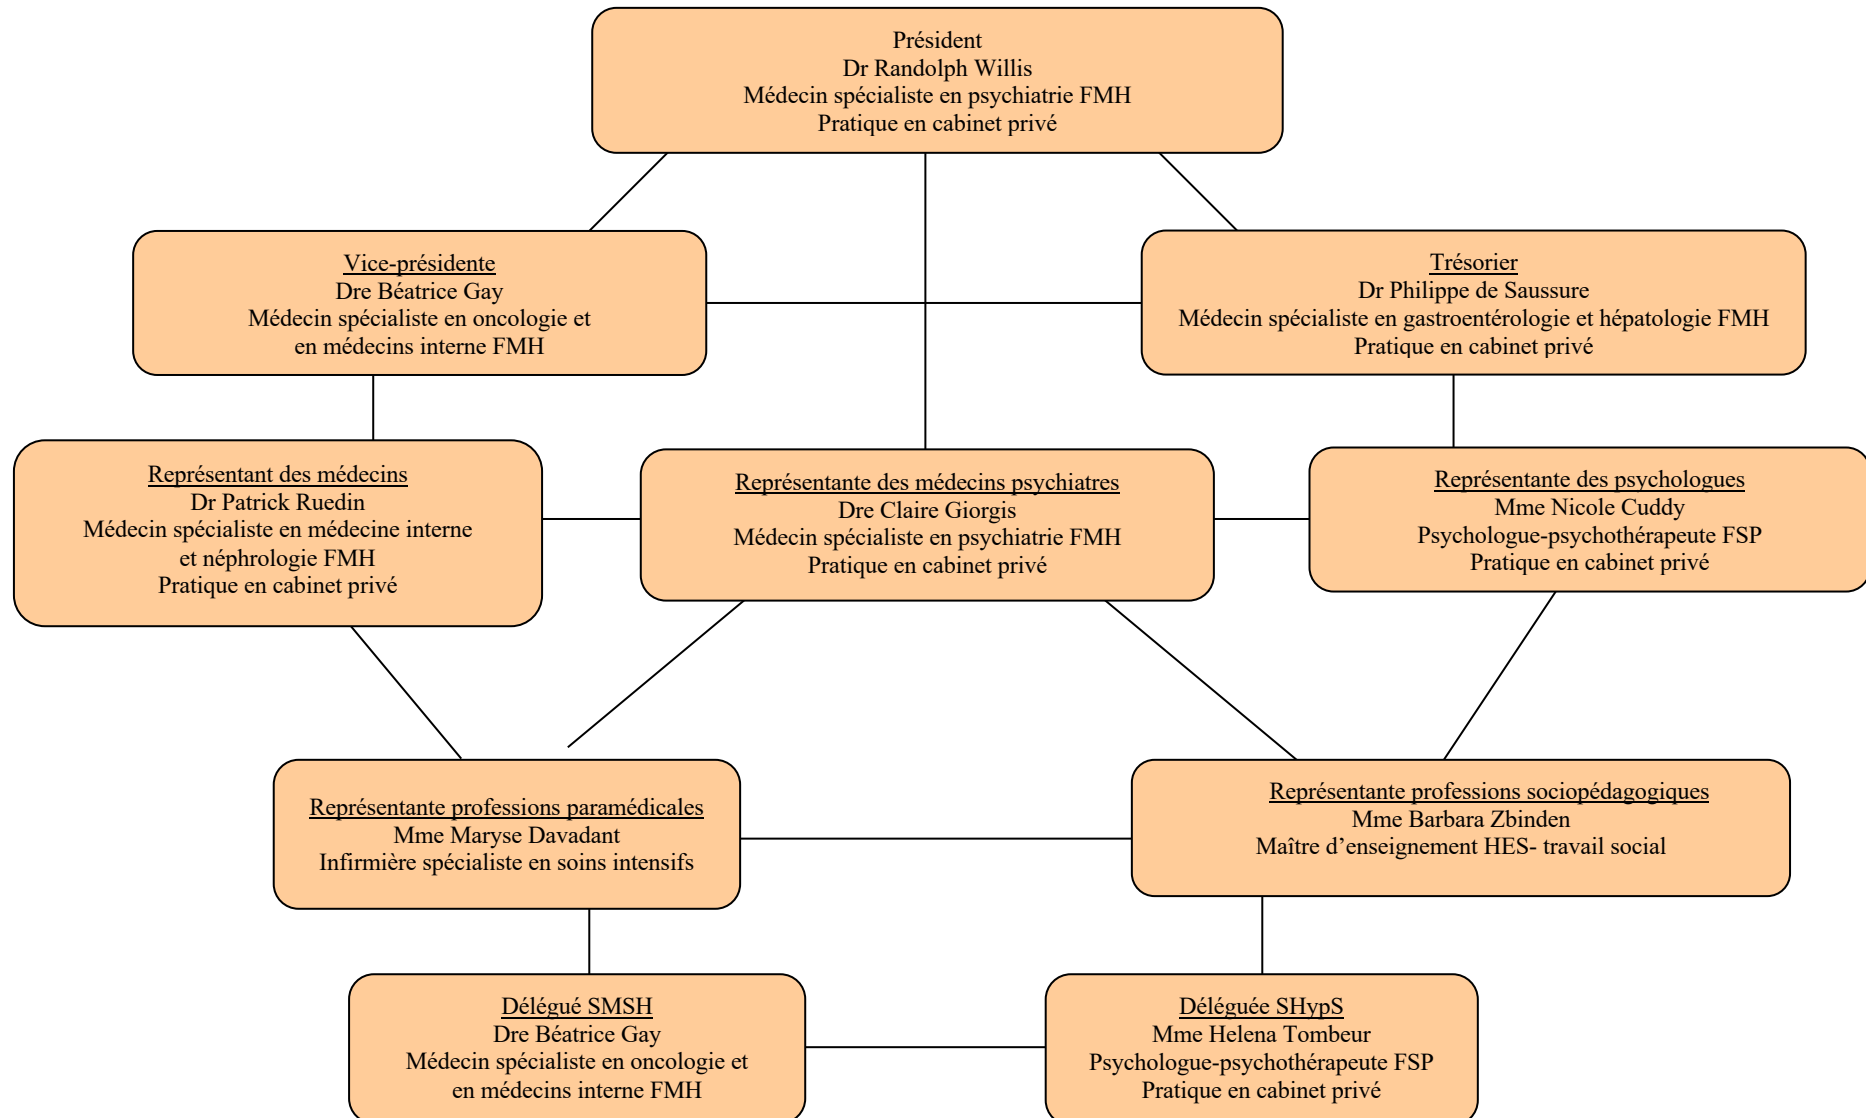 Président
Dr Randolph Willis
Médecin spécialiste en psychiatrie FMH
Pratique en cabinet privé
Vice-présidente
Dre Béatrice Gay
Médecin spécialiste en oncologie et
en médecins interne FMH
Trésorier
Dr Philippe de Saussure
Médecin spécialiste en gastroentérologie et hépatologie FMH
Pratique en cabinet privé
Représentant des médecins
Dr Patrick Ruedin
Médecin spécialiste en médecine interne
et néphrologie FMH
Pratique en cabinet privé
Représentante des médecins psychiatres
Dre Claire Giorgis
Médecin spécialiste en psychiatrie FMH
Pratique en cabinet privé
Représentante des psychologues
Mme Nicole Cuddy
Psychologue-psychothérapeute FSP
Pratique en cabinet privé
Représentante professions paramédicales
Mme Maryse Davadant
Infirmière spécialiste en soins intensifs
Représentante professions sociopédagogiques
Mme Barbara Zbinden
Maître d’enseignement HES- travail social
Délégué SMSH
Dre Béatrice Gay
Médecin spécialiste en oncologie et
en médecins interne FMH
Déléguée SHypS
Mme Helena Tombeur
Psychologue-psychothérapeute FSP
Pratique en cabinet privé